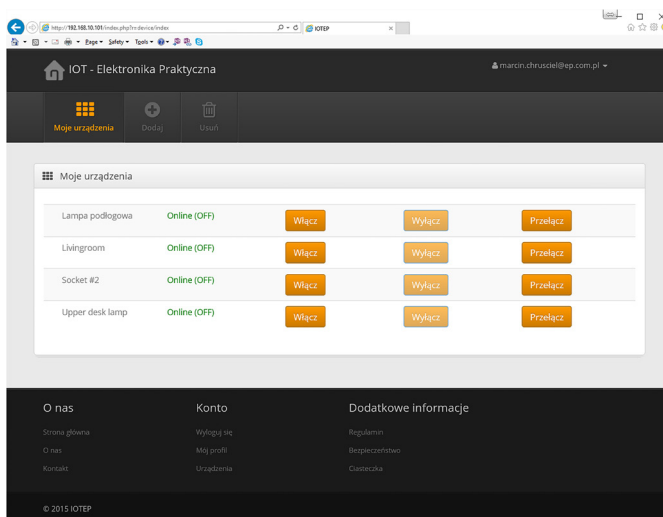 http://192.168.10.101/index.php?r=device/index
IOTEP
Page Safety Tools
IOT - Elektronika Praktyczna
marcin.chrusciel@ep.com.pl
Moje urządzenia Dodaj Usuń
Moje urządzenia
Lampa podłogowa Online (OFF) Włącz Wyłącz Przełącz
Livingroom Online (OFF) Włącz Wyłącz Przełącz
Socket #2 Online (OFF) Włącz Wyłącz Przełącz
Upper desk lamp Online (OFF) Włącz Wyłącz Przełącz
O nas Konto Dodatkowe informacje
Strona główna Wyloguj się Regulamin
O nas Mój profil Bezpieczeństwo
Kontakt Urządzenia Ciasteczka
© 2015 IOTEP